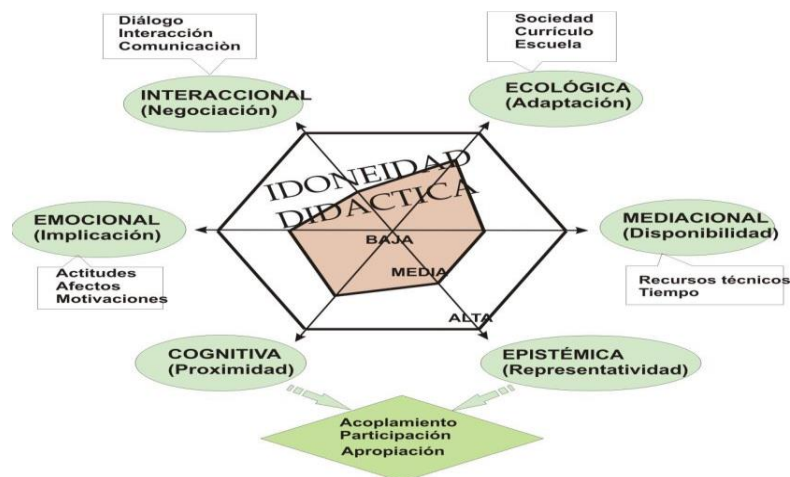 Diálogo
Interacción
Comunicaciòn
Sociedad
Currículo
Escuela
INTERACCIONAL
(Negociación)
ECOLÓGICA
(Adaptación)
IDONEIDAD
DIDACTICA
EMOCIONAL
(Implicación)
BAJA
MEDIACIONAL
(Disponibilidad)
Actitudes
Afectos
Motivaciones
MEDIA
Recursos técnicos
Tiempo
ALTA
COGNITIVA
(Proximidad)
EPISTÉMICA
(Representatividad)
Acoplamiento
Participación
Apropiación